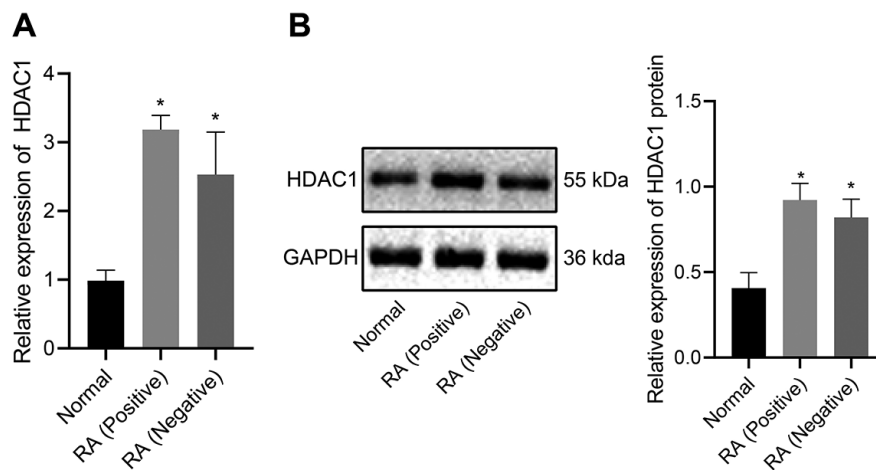 A
Relative expression of HDAC1
4
3
2
1
0
*
*
Normal
RA (Positive)
RA (Negative)
B
HDAC1
55 kDa
GAPDH
36 kda
Normal
RA (Positive)
RA (Negative)
Relative expression of HDAC1 protein
1.5
1.0
0.5
0.0
*
*
Normal
RA (Positive)
RA (Negative)